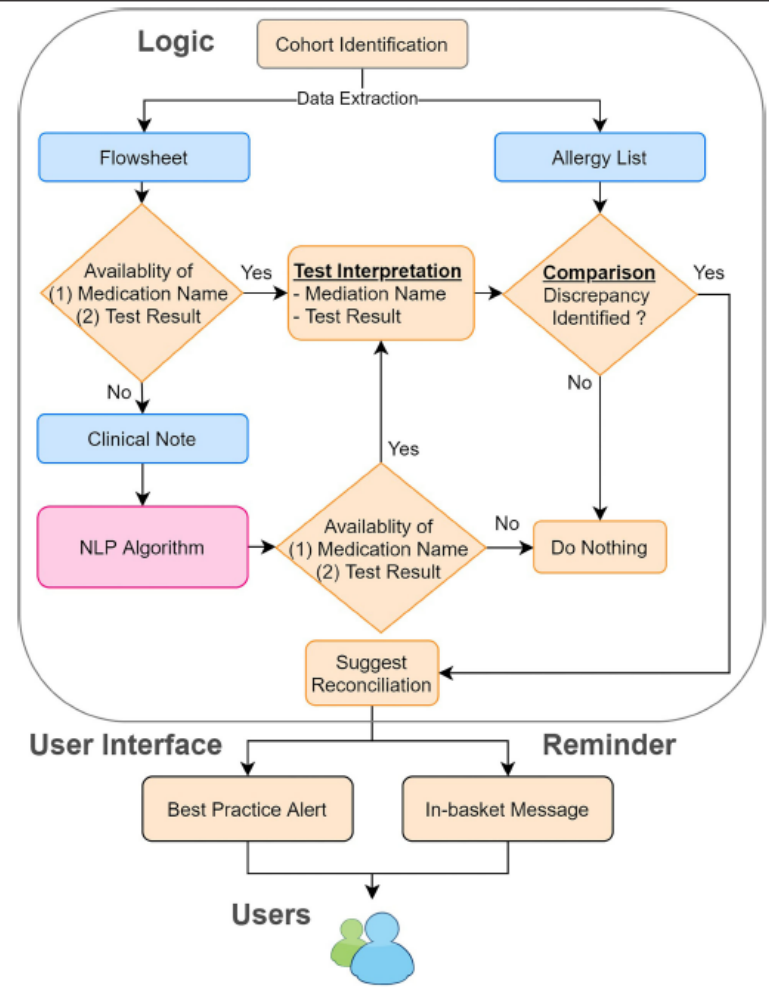 Logic
Cohort Identification
Data Extraction
Flowsheet
Allergy List
Availablity of
(1) Medication Name
(2) Test Result
Yes
Test Interpretation
- Mediation Name
- Test Result
Comparison
Discrepancy
Identified ?
Yes
No
No
Clinical Note
Yes
NLP Algorithm
Availablity of
(1) Medication Name
(2) Test Result
No
Do Nothing
Suggest
Reconciliation
User Interface
Reminder
Best Practice Alert
In-basket Message
Users